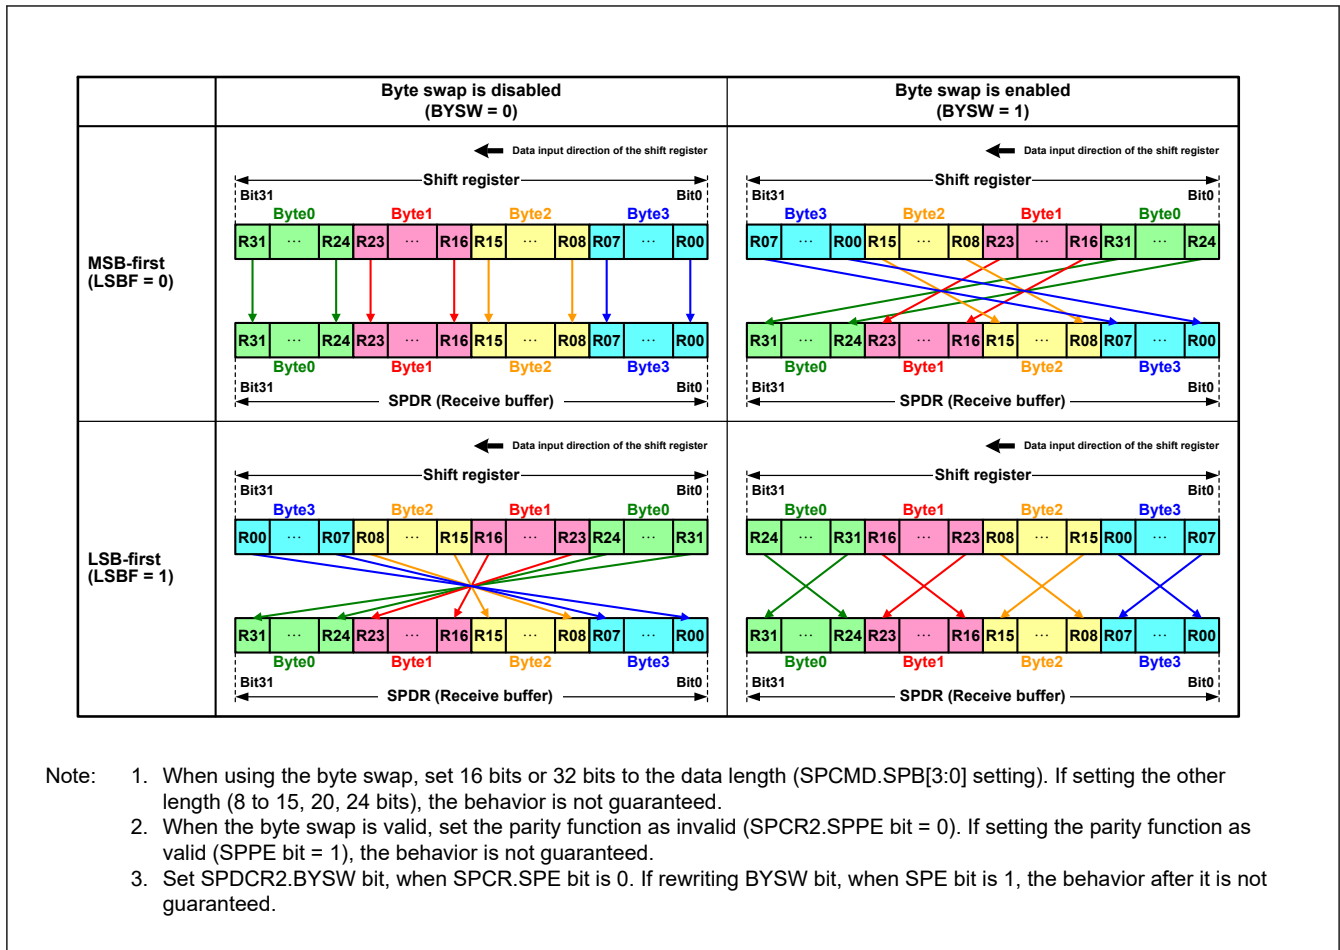 Byte swap is disabled
(BYSW = 0)
Byte swap is enabled
(BYSW = 1)
MSB-first
(LSBF = 0)
Data input direction of the shift register
Shift register
Bit31 Bit0
Byte0 Byte1 Byte2 Byte3
R31 ... R24 R23 ... R16 R15 ... R08 R07 ... R00
R31 ... R24 R23 ... R16 R15 ... R08 R07 ... R00
Byte0 Byte1 Byte2 Byte3
Bit31 Bit0
SPDR (Receive buffer)
Data input direction of the shift register
Shift register
Bit31 Bit0
Byte3 Byte2 Byte1 Byte0
R07 ... R00 R15 ... R08 R23 ... R16 R31 ... R24
R31 ... R24 R23 ... R16 R15 ... R08 R07 ... R00
Byte0 Byte1 Byte2 Byte3
Bit31 Bit0
SPDR (Receive buffer)
LSB-first
(LSBF = 1)
Data input direction of the shift register
Shift register
Bit31 Bit0
Byte3 Byte2 Byte1 Byte0
R00 ... R07 R08 ... R15 R16 ... R23 R24 ... R31
R31 ... R24 R23 ... R16 R15 ... R08 R07 ... R00
Byte0 Byte1 Byte2 Byte3
Bit31 Bit0
SPDR (Receive buffer)
Data input direction of the shift register
Shift register
Bit31 Bit0
Byte0 Byte1 Byte2 Byte3
R24 ... R31 R16 ... R23 R08 ... R15 R00 ... R07
R31 ... R24 R23 ... R16 R15 ... R08 R07 ... R00
Byte0 Byte1 Byte2 Byte3
Bit31 Bit0
SPDR (Receive buffer)
Note: 1. When using the byte swap, set 16 bits or 32 bits to the data length (SPCMD.SPB[3:0] setting). If setting the other
length (8 to 15, 20, 24 bits), the behavior is not guaranteed.
2. When the byte swap is valid, set the parity function as invalid (SPCR2.SPPE bit = 0). If setting the parity function as
valid (SPPE bit = 1), the behavior is not guaranteed.
3. Set SPDCR2.BYSW bit, when SPCR.SPE bit is 0. If rewriting BYSW bit, when SPE bit is 1, the behavior after it is not
guaranteed.